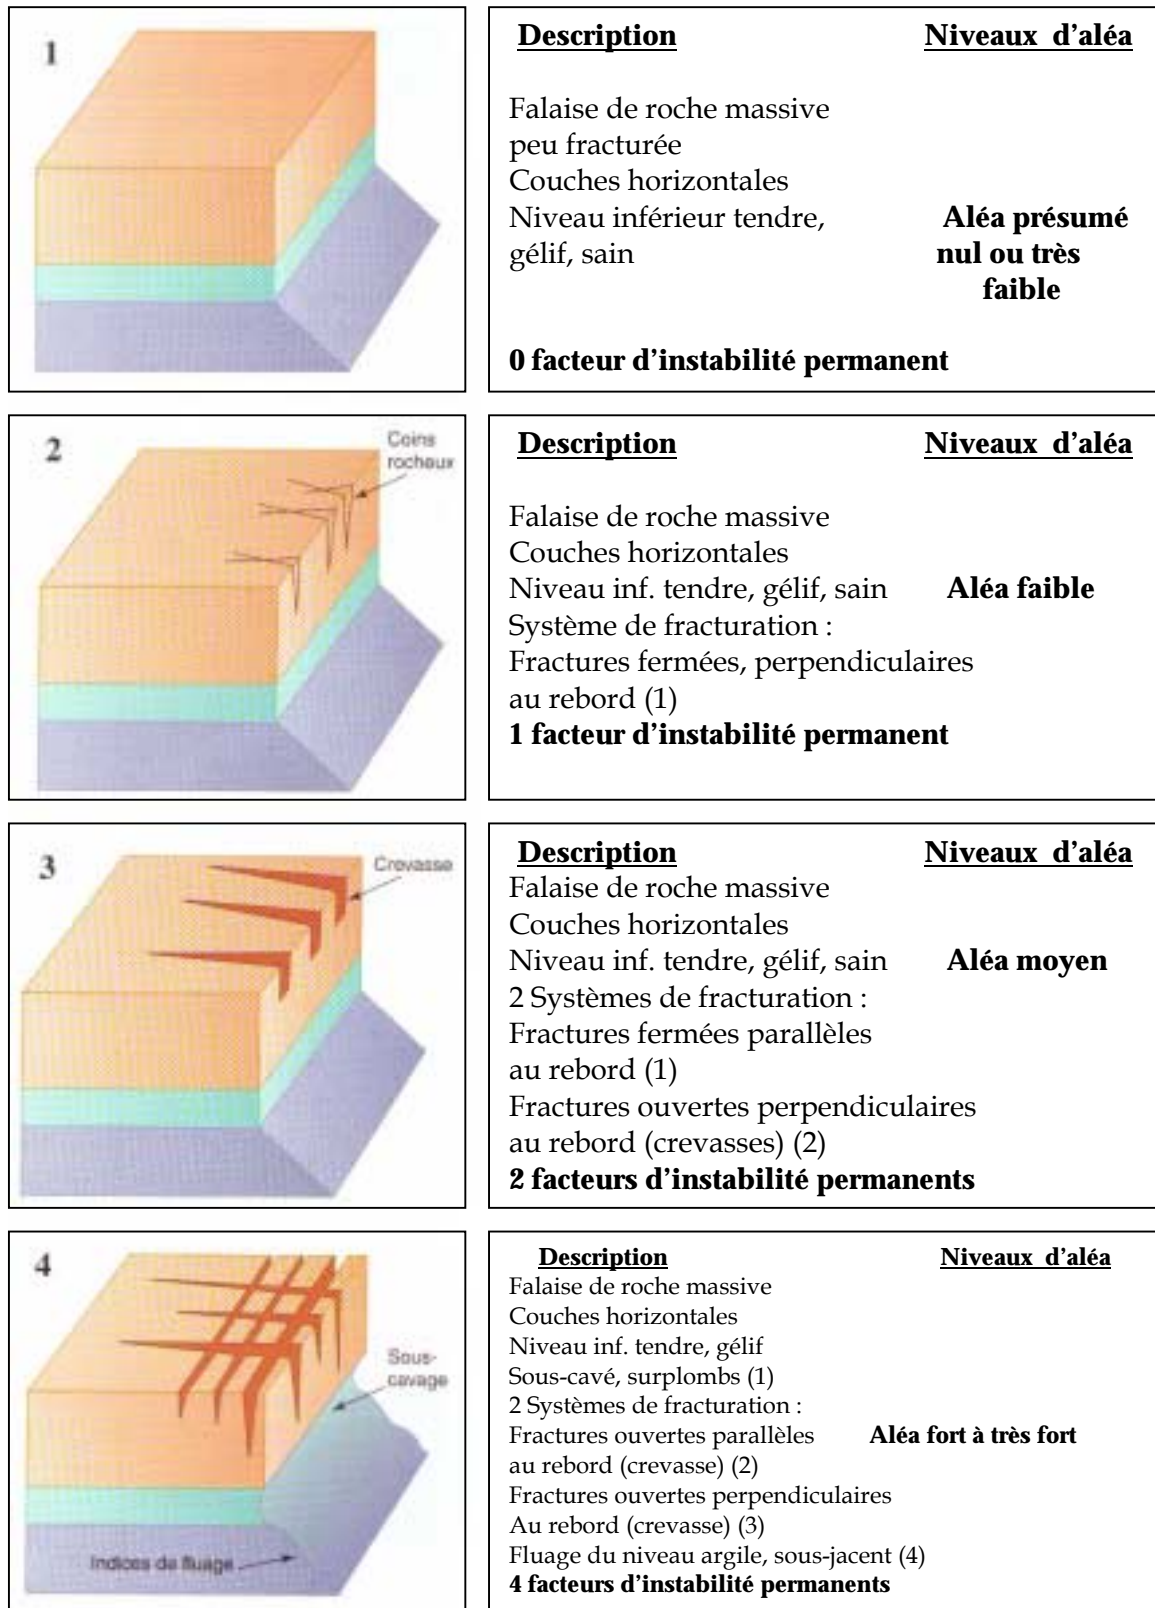 1
Description Niveaux d'aléa
Falaise de roche massive
peu fracturée
Couches horizontales
Niveau inférieur tendre, Aléa présumé
gélif, sain nul ou très
faible
0 facteur d'instabilité permanent
2
Coins
rocheux
Description Niveaux d'aléa
Falaise de roche massive
Couches horizontales
Niveau inf. tendre, gélif, sain Aléa faible
Système de fracturation :
Fractures fermées, perpendiculaires
au rebord (1)
1 facteur d'instabilité permanent
3
Crevasse
Description Niveaux d'aléa
Falaise de roche massive
Couches horizontales
Niveau inf. tendre, gélif, sain Aléa moyen
2 Systèmes de fracturation :
Fractures fermées parallèles
au rebord (1)
Fractures ouvertes perpendiculaires
au rebord (crevasses) (2)
2 facteurs d'instabilité permanents
4
Sous-
cavage
Indices de fluage
Description Niveaux d'aléa
Falaise de roche massive
Couches horizontales
Niveau inf. tendre, gélif
Sous-cavé, surplombs (1)
2 Systèmes de fracturation :
Fractures ouvertes parallèles Aléa fort à très fort
au rebord (crevasse) (2)
Fractures ouvertes perpendiculaires
Au rebord (crevasse) (3)
Fluage du niveau argile, sous-jacent (4)
4 facteurs d'instabilité permanents